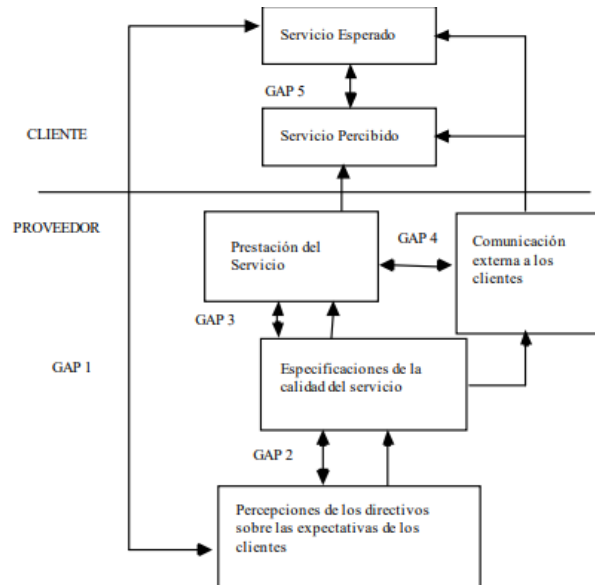 Servicio Esperado
GAP 5
CLIENTE
Servicio Percibido
PROVEEDOR
Prestación del
Servicio
GAP 4
Comunicación
externa a los
clientes
GAP 3
GAP 1
Especificaciones de la
calidad del servicio
GAP 2
Percepciones de los directivos
sobre las expectativas de los
clientes